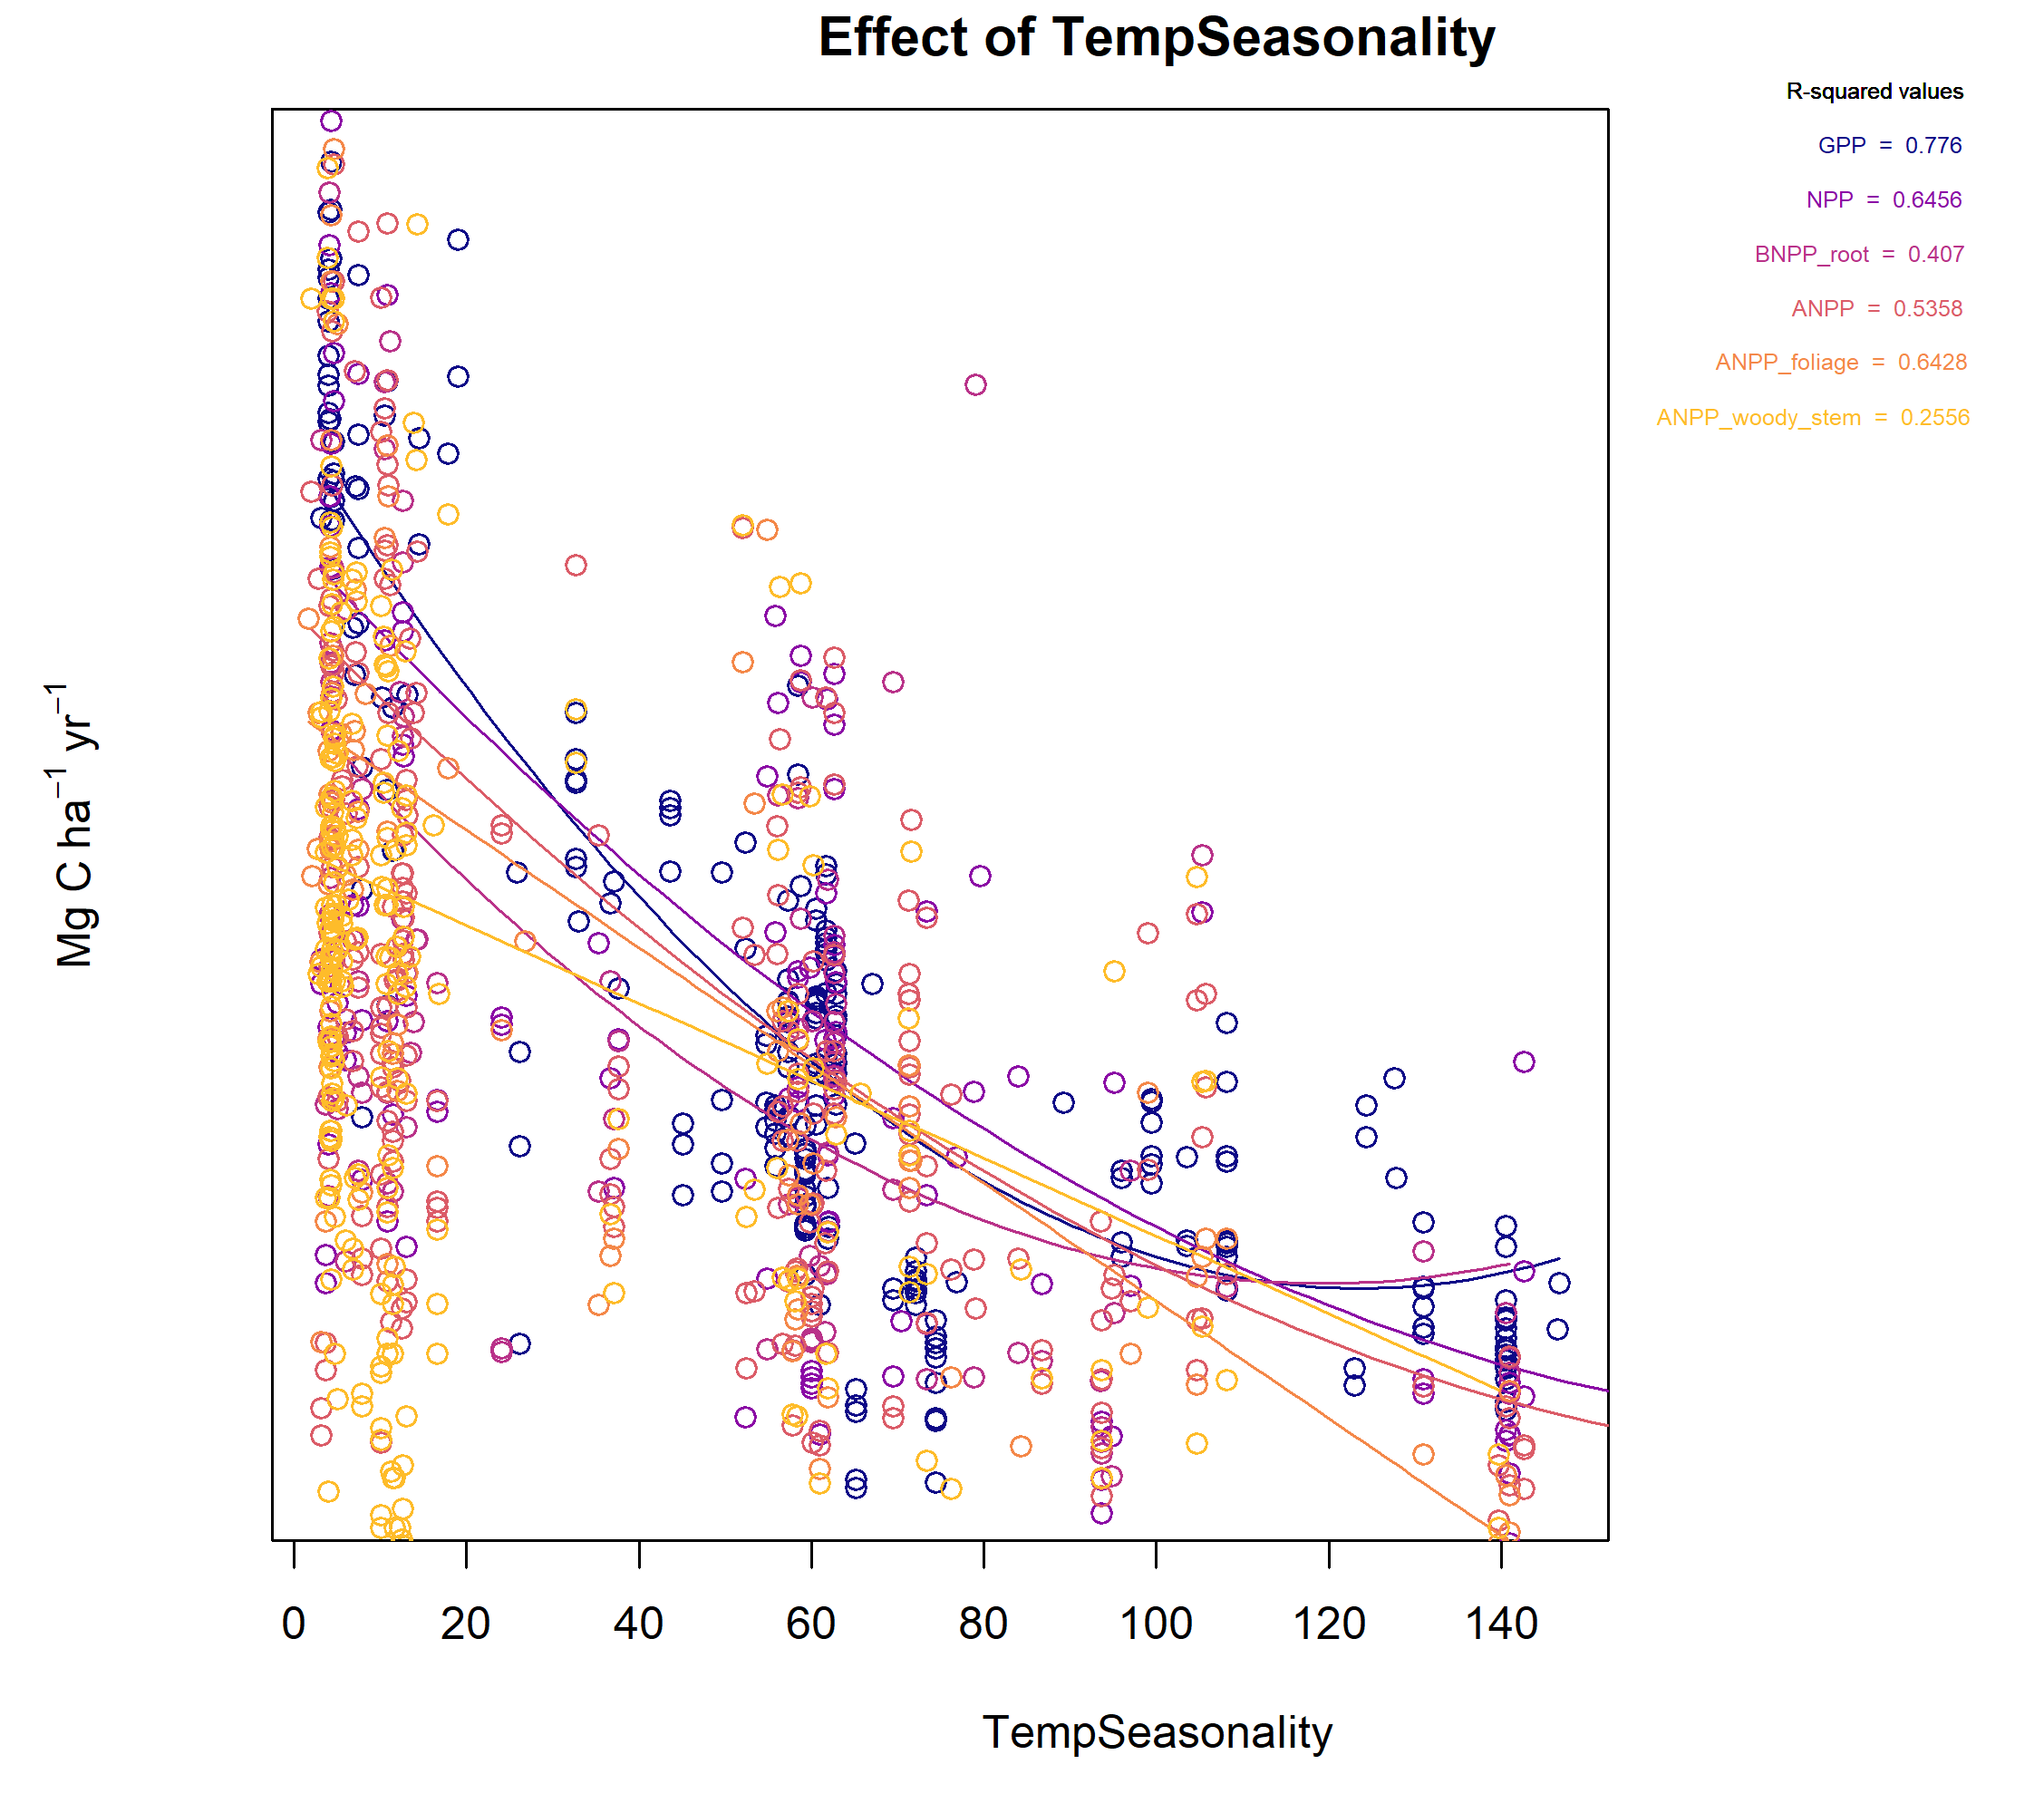 Effect of TempSeasonality
R-squared values
GPP = 0.776
NPP = 0.6456
BNPP_root = 0.407
ANPP = 0.5358
ANPP_foliage = 0.6428
ANPP_woody_stem = 0.2556
Mg C ha⁻¹ yr⁻¹
0 20 40 60 80 100 120 140
TempSeasonality